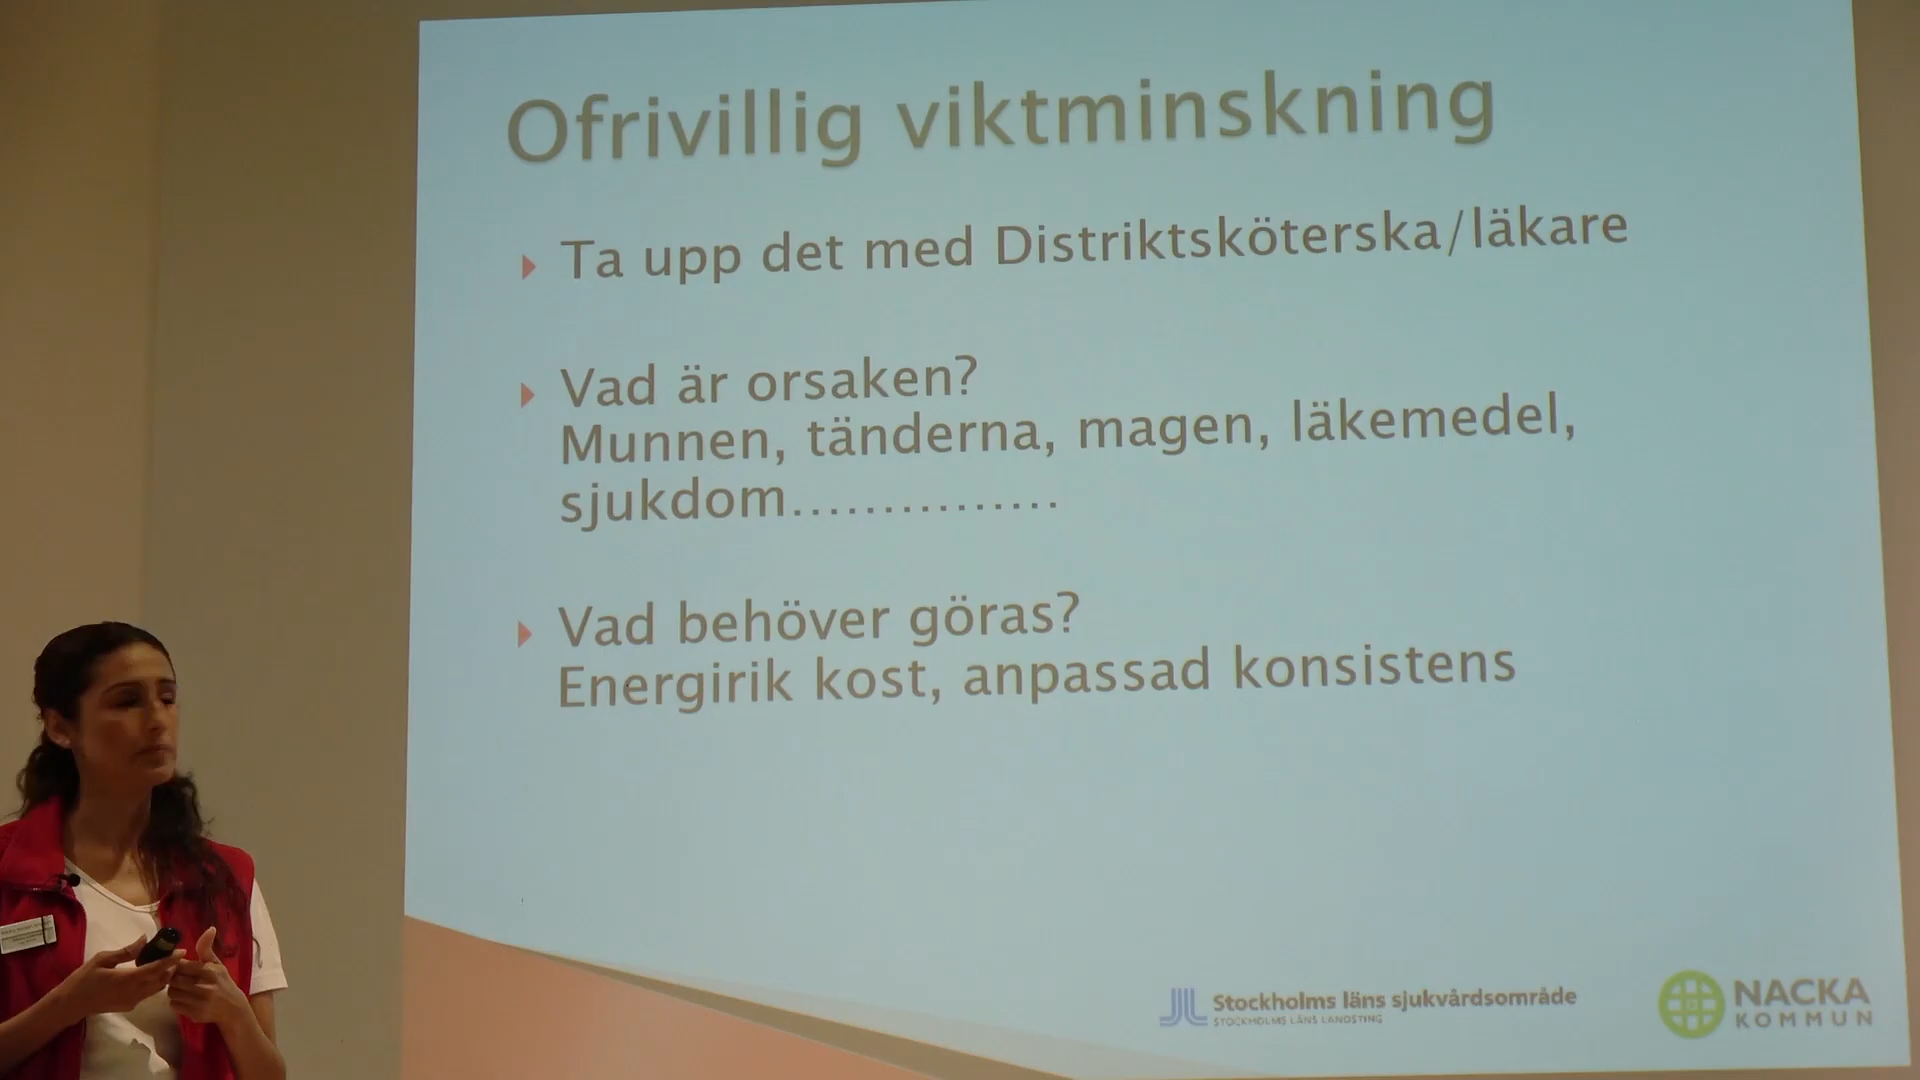 Ofrivillig viktminskning
Ta upp det med Distriktsköterska/läkare
Vad är orsaken?
Munnen, tänderna, magen, läkemedel,
sjukdom...............
Vad behöver göras?
Energirik kost, anpassad konsistens
Stockholms läns sjukvårdsområde
STOCKHOLMS LÄNS LANDSTING
NACKA
KOMMUN